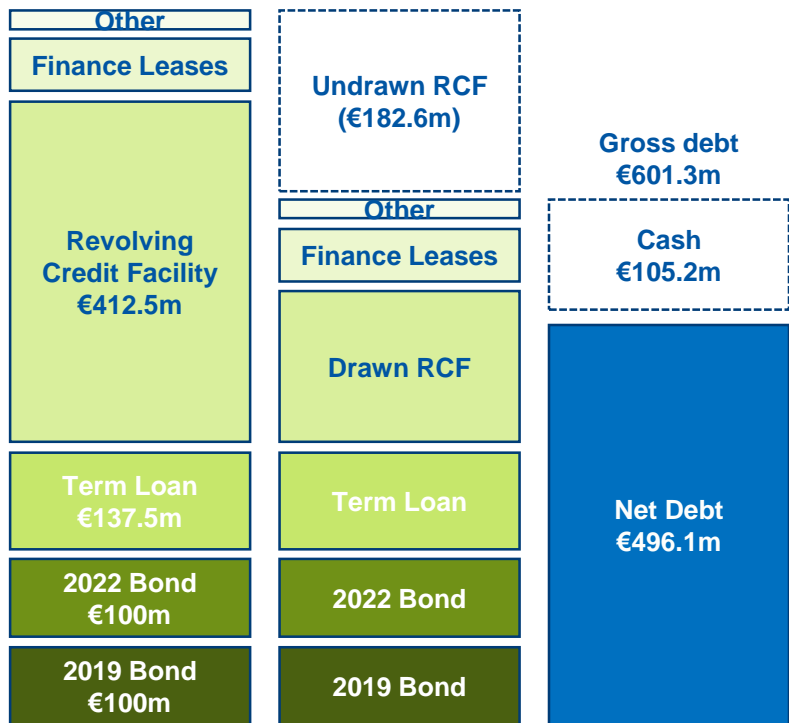 Other
Finance Leases
Revolving
Credit Facility
€412.5m
Term Loan
€137.5m
2022 Bond
€100m
2019 Bond
€100m
Undrawn RCF
(€182.6m)
Other
Finance Leases
Drawn RCF
Term Loan
2022 Bond
2019 Bond
Gross debt
€601.3m
Cash
€105.2m
Net Debt
€496.1m